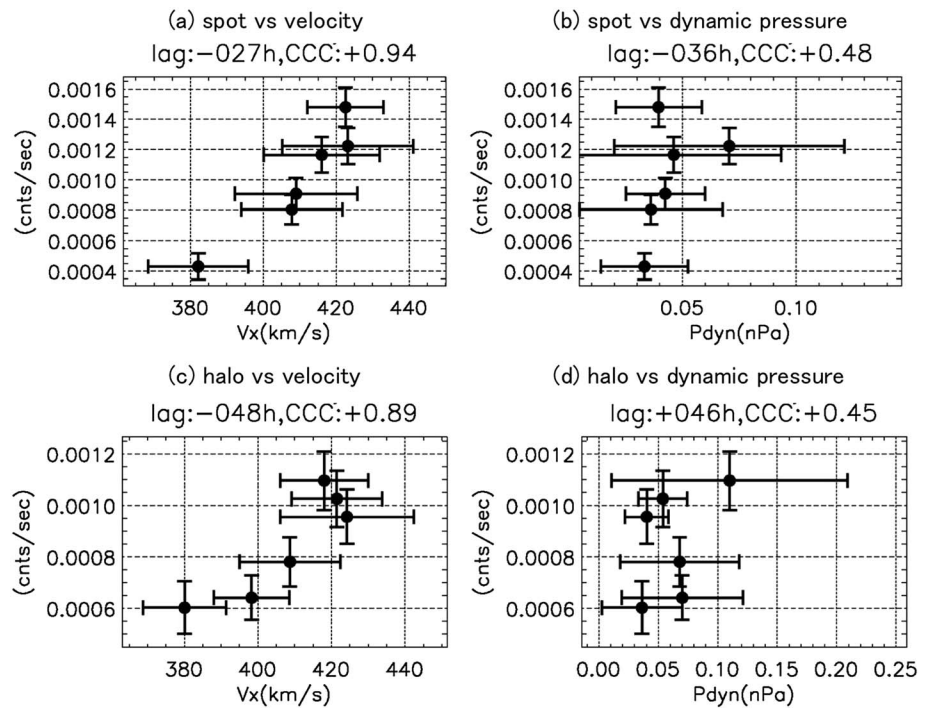 (a) spot vs velocity
lag:−027h,CCC:+0.94
0.0016
0.0014
0.0012
0.0010
0.0008
0.0006
0.0004
(cnts/sec)
380 400 420 440
Vx(km/s)
(b) spot vs dynamic pressure
lag:−036h,CCC:+0.48
0.0016
0.0014
0.0012
0.0010
0.0008
0.0006
0.0004
(cnts/sec)
0.05 0.10
Pdyn(nPa)
(c) halo vs velocity
lag:−048h,CCC:+0.89
0.0012
0.0010
0.0008
0.0006
(cnts/sec)
380 400 420 440
Vx(km/s)
(d) halo vs dynamic pressure
lag:+046h,CCC:+0.45
0.0012
0.0010
0.0008
0.0006
(cnts/sec)
0.00 0.05 0.10 0.15 0.20 0.25
Pdyn(nPa)